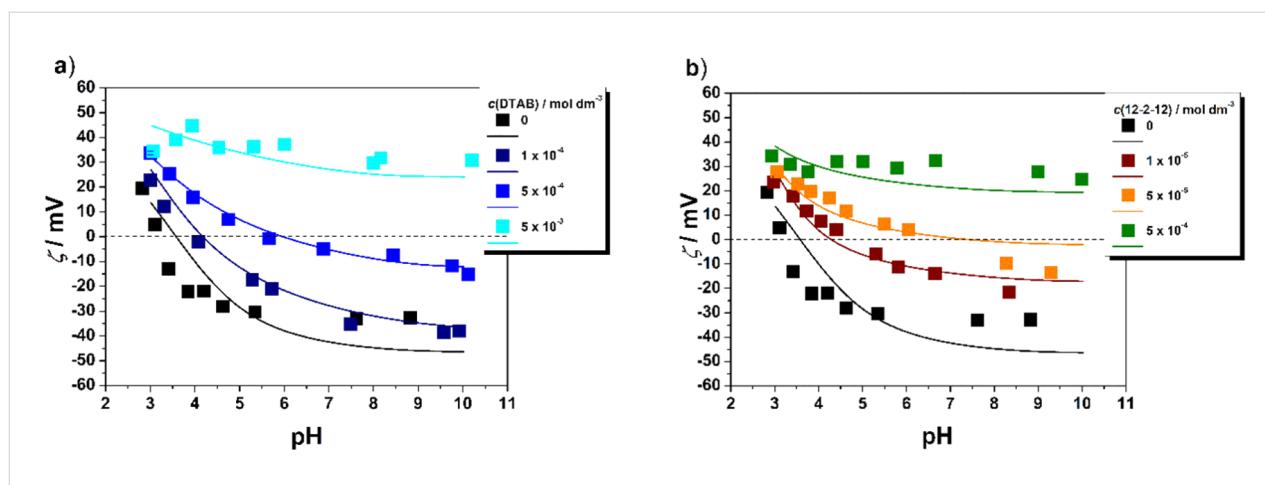 a)
60
50
40
30
20
10
0
-10
-20
-30
-40
-50
-60
ζ / mV
2 3 4 5 6 7 8 9 10 11
pH
c(DTAB) / mol dm⁻³
0
1 x 10⁻⁴
5 x 10⁻⁴
5 x 10⁻³
b)
60
50
40
30
20
10
0
-10
-20
-30
-40
-50
-60
ζ / mV
2 3 4 5 6 7 8 9 10 11
pH
c(12-2-12) / mol dm⁻³
0
1 x 10⁻⁵
5 x 10⁻⁵
5 x 10⁻⁴